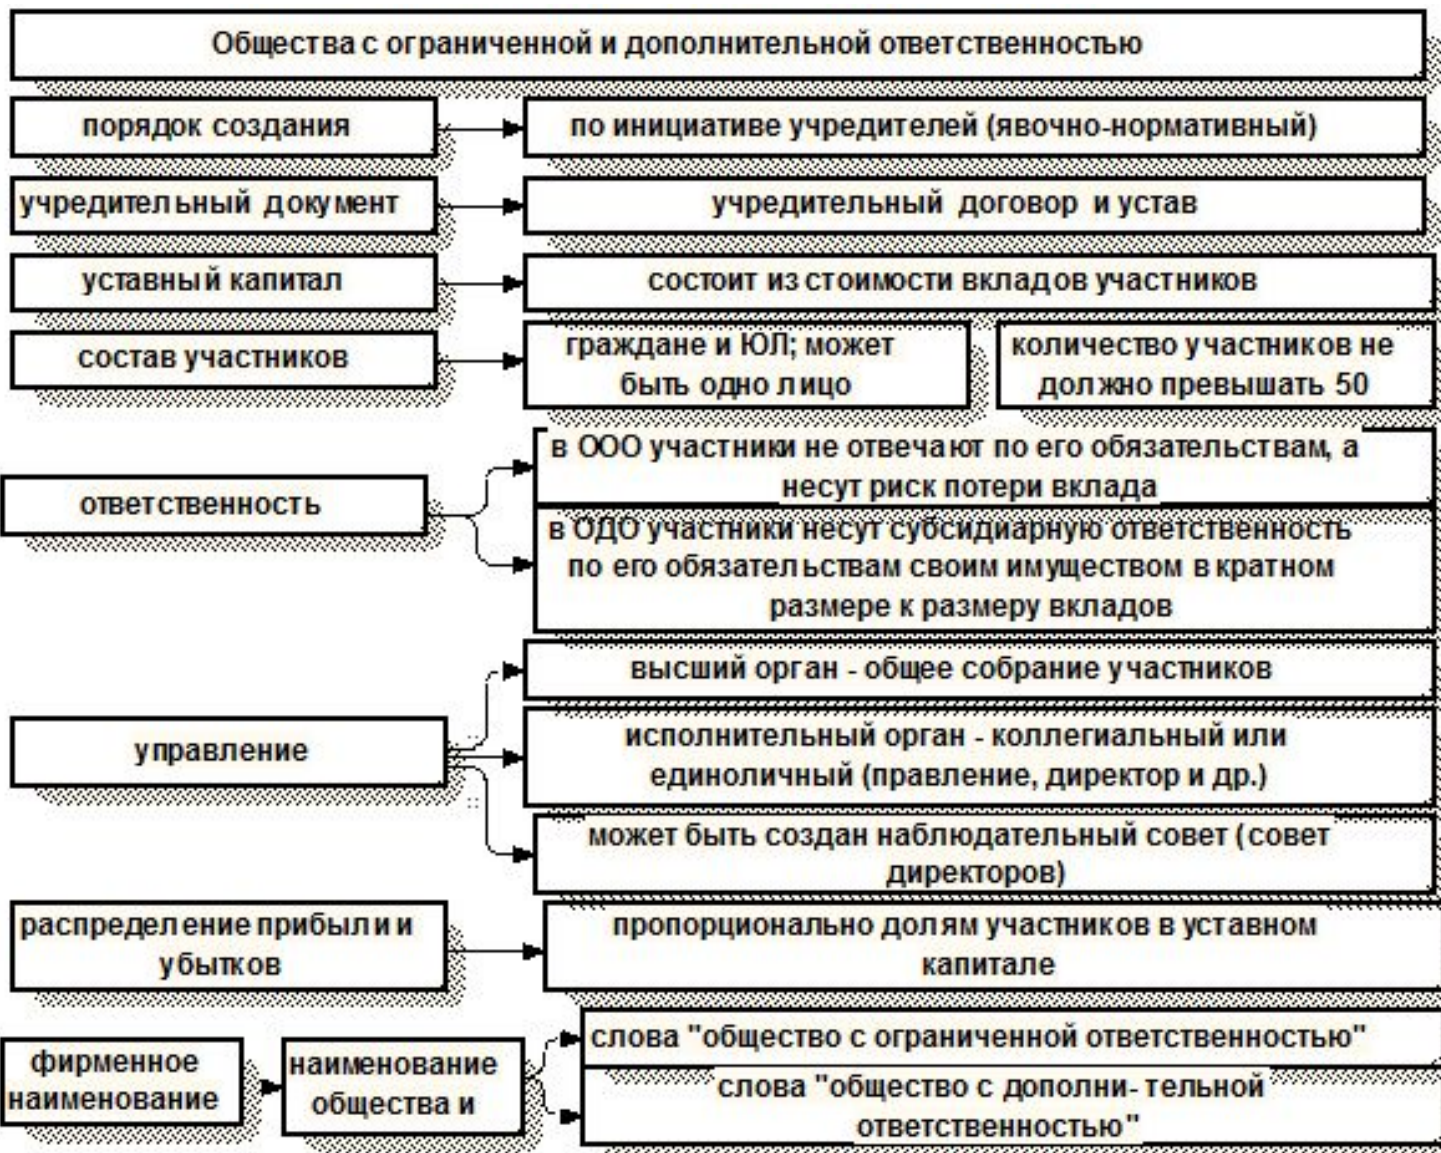 Общества с ограниченной и дополнительной ответственностью
порядок создания
по инициативе учредителей (явочно-нормативный)
учредительный документ
учредительный договор и устав
уставный капитал
состоит из стоимости вкладов участников
состав участников
граждане и ЮЛ; может
быть одно лицо
количество участников не
должно превышать 50
ответственность
в ООО участники не отвечают по его обязательствам, а
несут риск потери вклада
в ОДО участники несут субсидиарную ответственность
по его обязательствам своим имуществом в кратном
размере к размеру вкладов
управление
высший орган - общее собрание участников
исполнительный орган - коллегиальный или
единоличный (правление, директор и др.)
может быть создан наблюдательный совет (совет
директоров)
распределение прибыли и
убытков
пропорционально долям участников в уставном
капитале
фирменное
наименование
наименование
общества и
слова "общество с ограниченной ответственностью"
слова "общество с дополни- тельной
ответственностью"